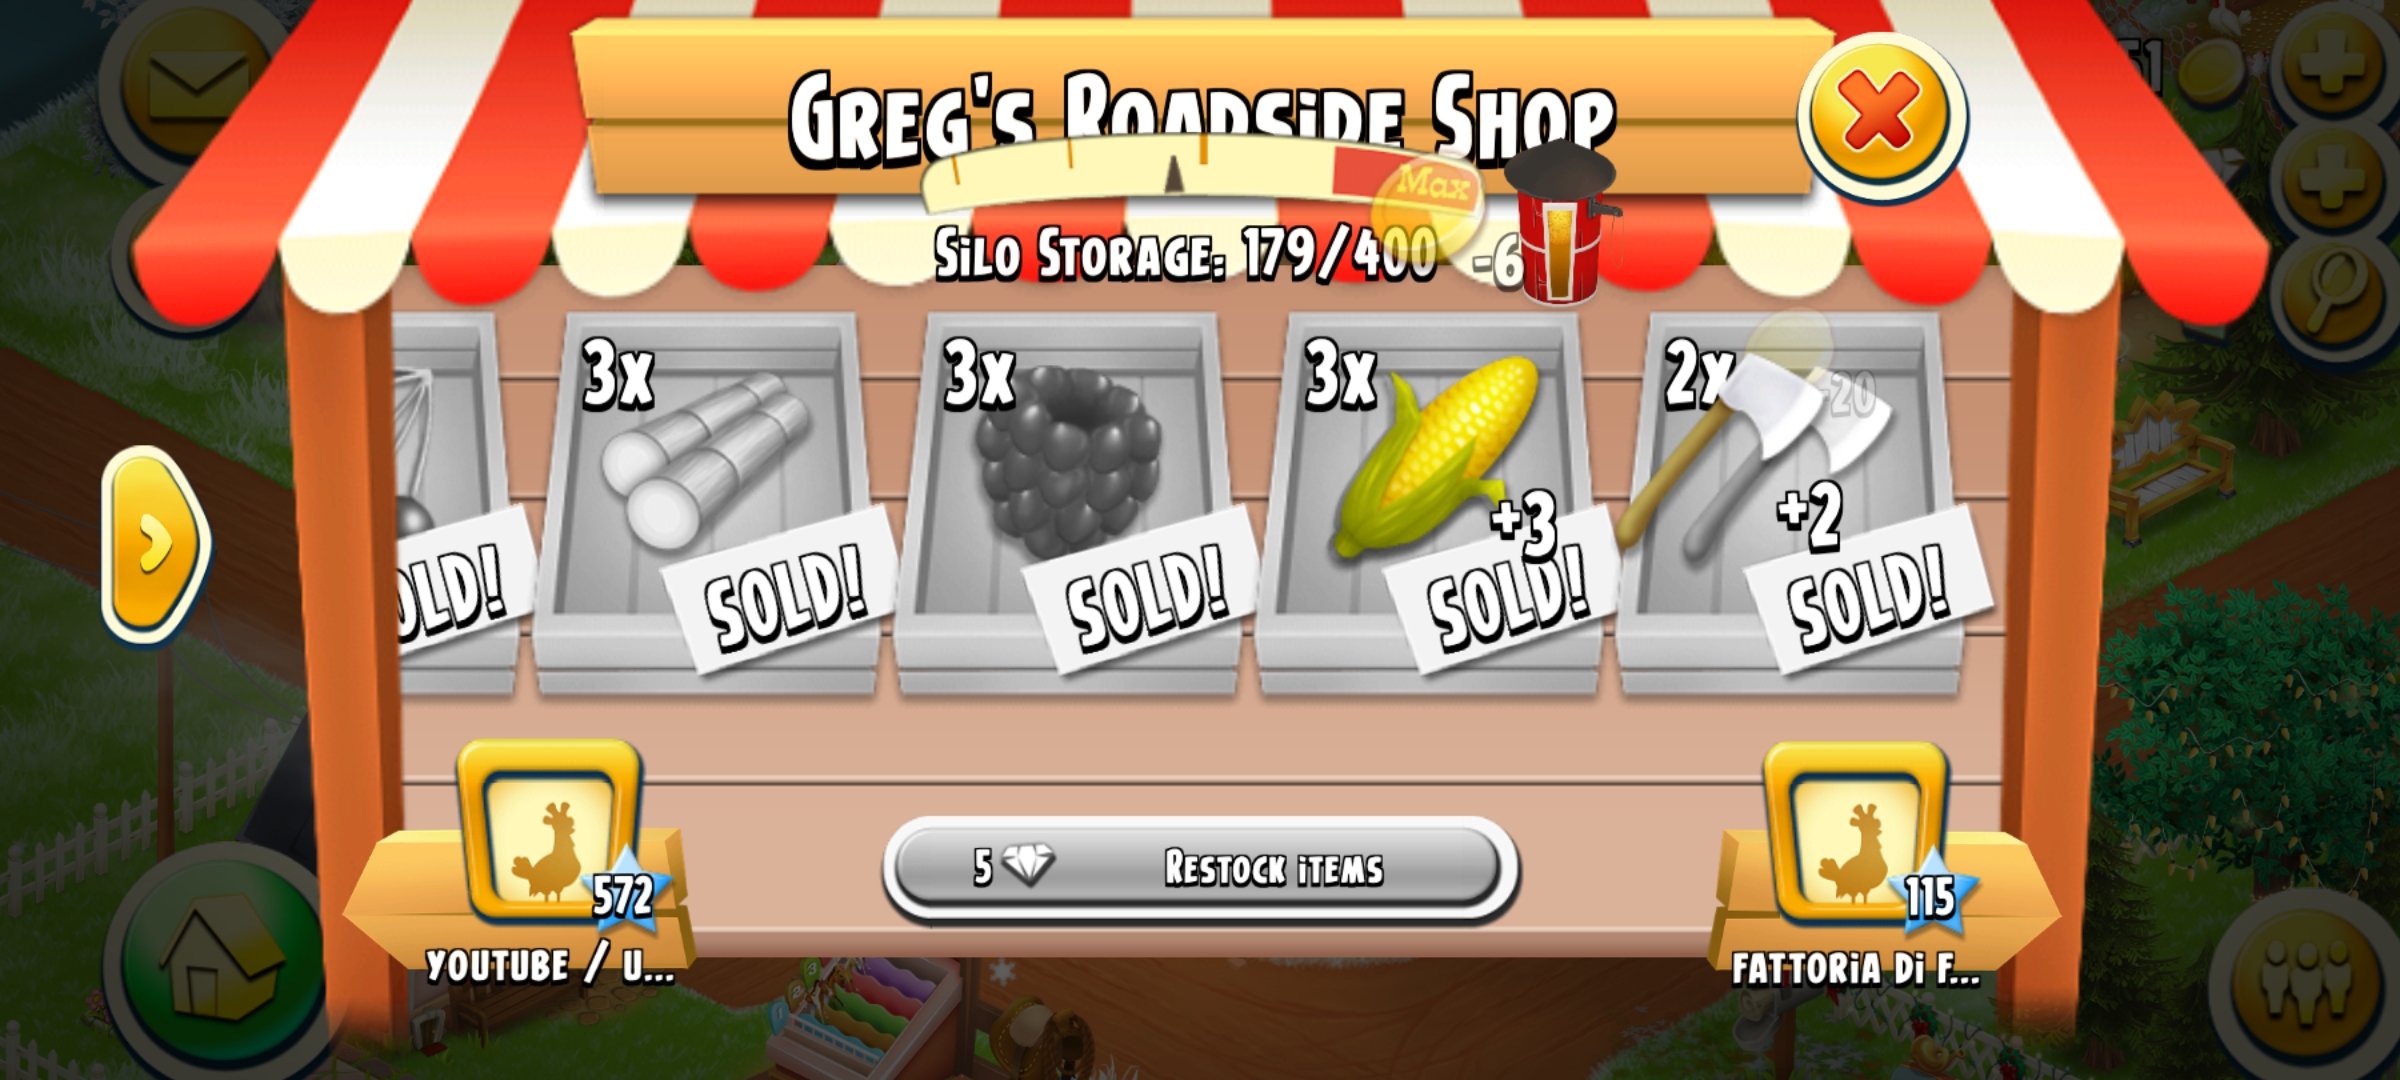 GREG'S ROADSIDE SHOP
Max
SILO STORAGE: 179/400
-6
51
3x
3x
3x
2x
-20
+3
+2
OLD!
SOLD!
SOLD!
SOLD!
SOLD!
572
5
RESTOCK ITEMS
115
YOUTUBE / U...
FATTORIA DI F...